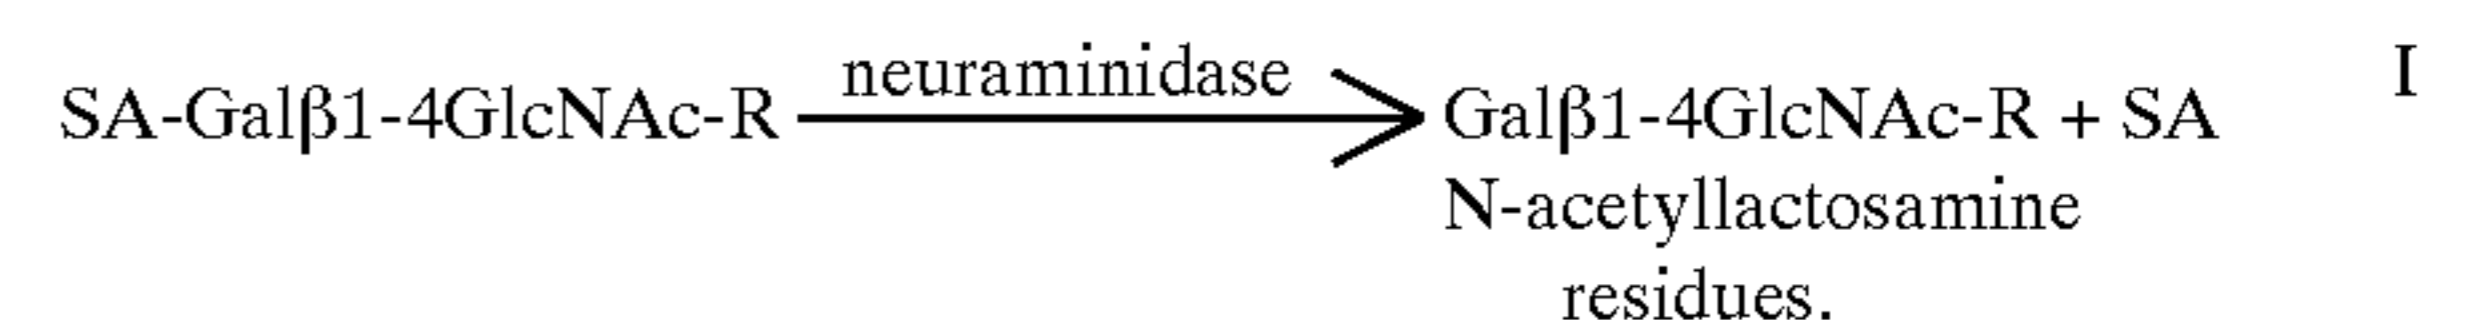 neuraminidase I
SA-Galβ1-4GlcNAc-R Galβ1-4GlcNAc-R + SA
N-acetyllactosamine
residues.